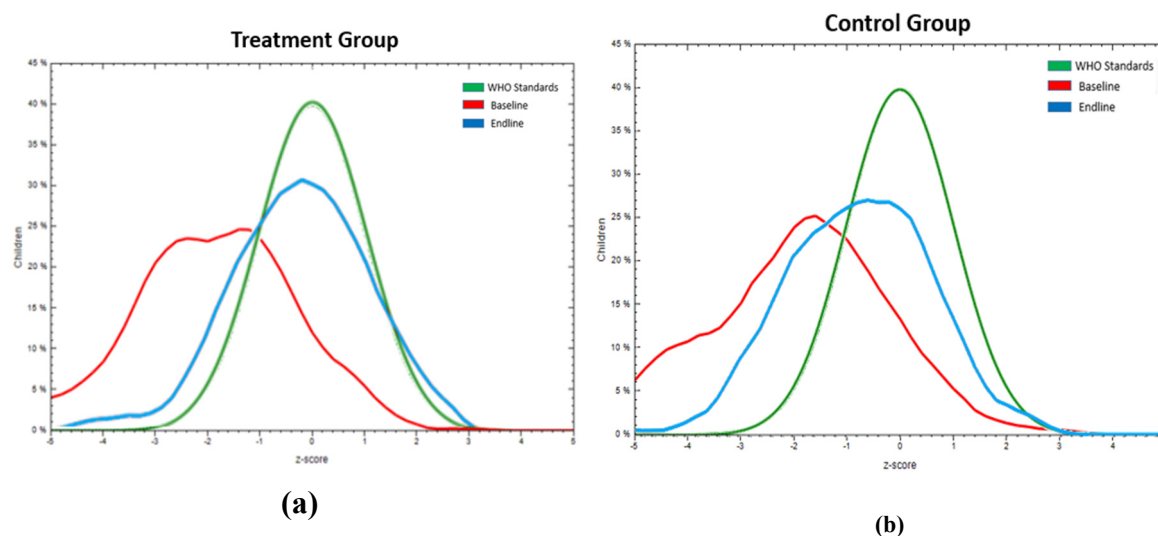 Treatment Group
45 %
40 %
35 %
30 %
25 %
20 %
15 %
10 %
5 %
0 %
Children
WHO Standards
Baseline
Endline
-5 -4 -3 -2 -1 0 1 2 3 4 5
z-score
(a)
Control Group
45 %
40 %
35 %
30 %
25 %
20 %
15 %
10 %
5 %
0 %
Children
WHO Standards
Baseline
Endline
-5 -4 -3 -2 -1 0 1 2 3 4
z-score
(b)